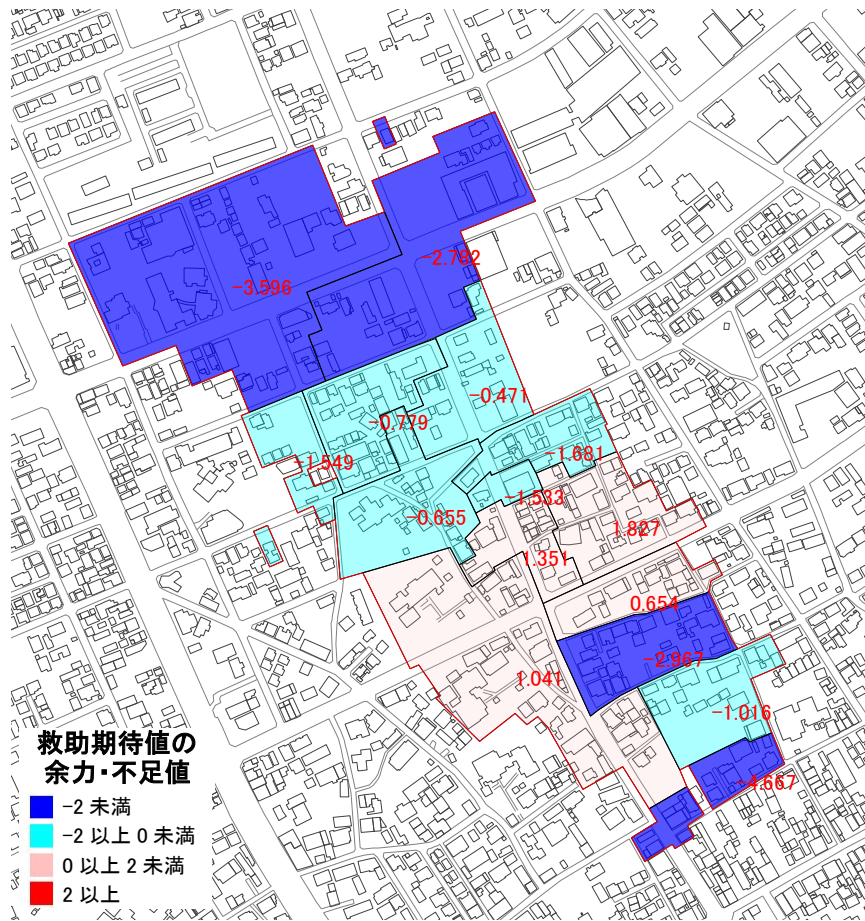 -2.792
-3.596
-0.471
-0.779
-1.681
-1.549
-1.533
-0.655
1.827
1.351
0.654
-2.967
1.041
-1.016
-4.667
救助期待値の
余力・不足値
-2 未満
-2 以上 0 未満
0 以上 2 未満
2 以上